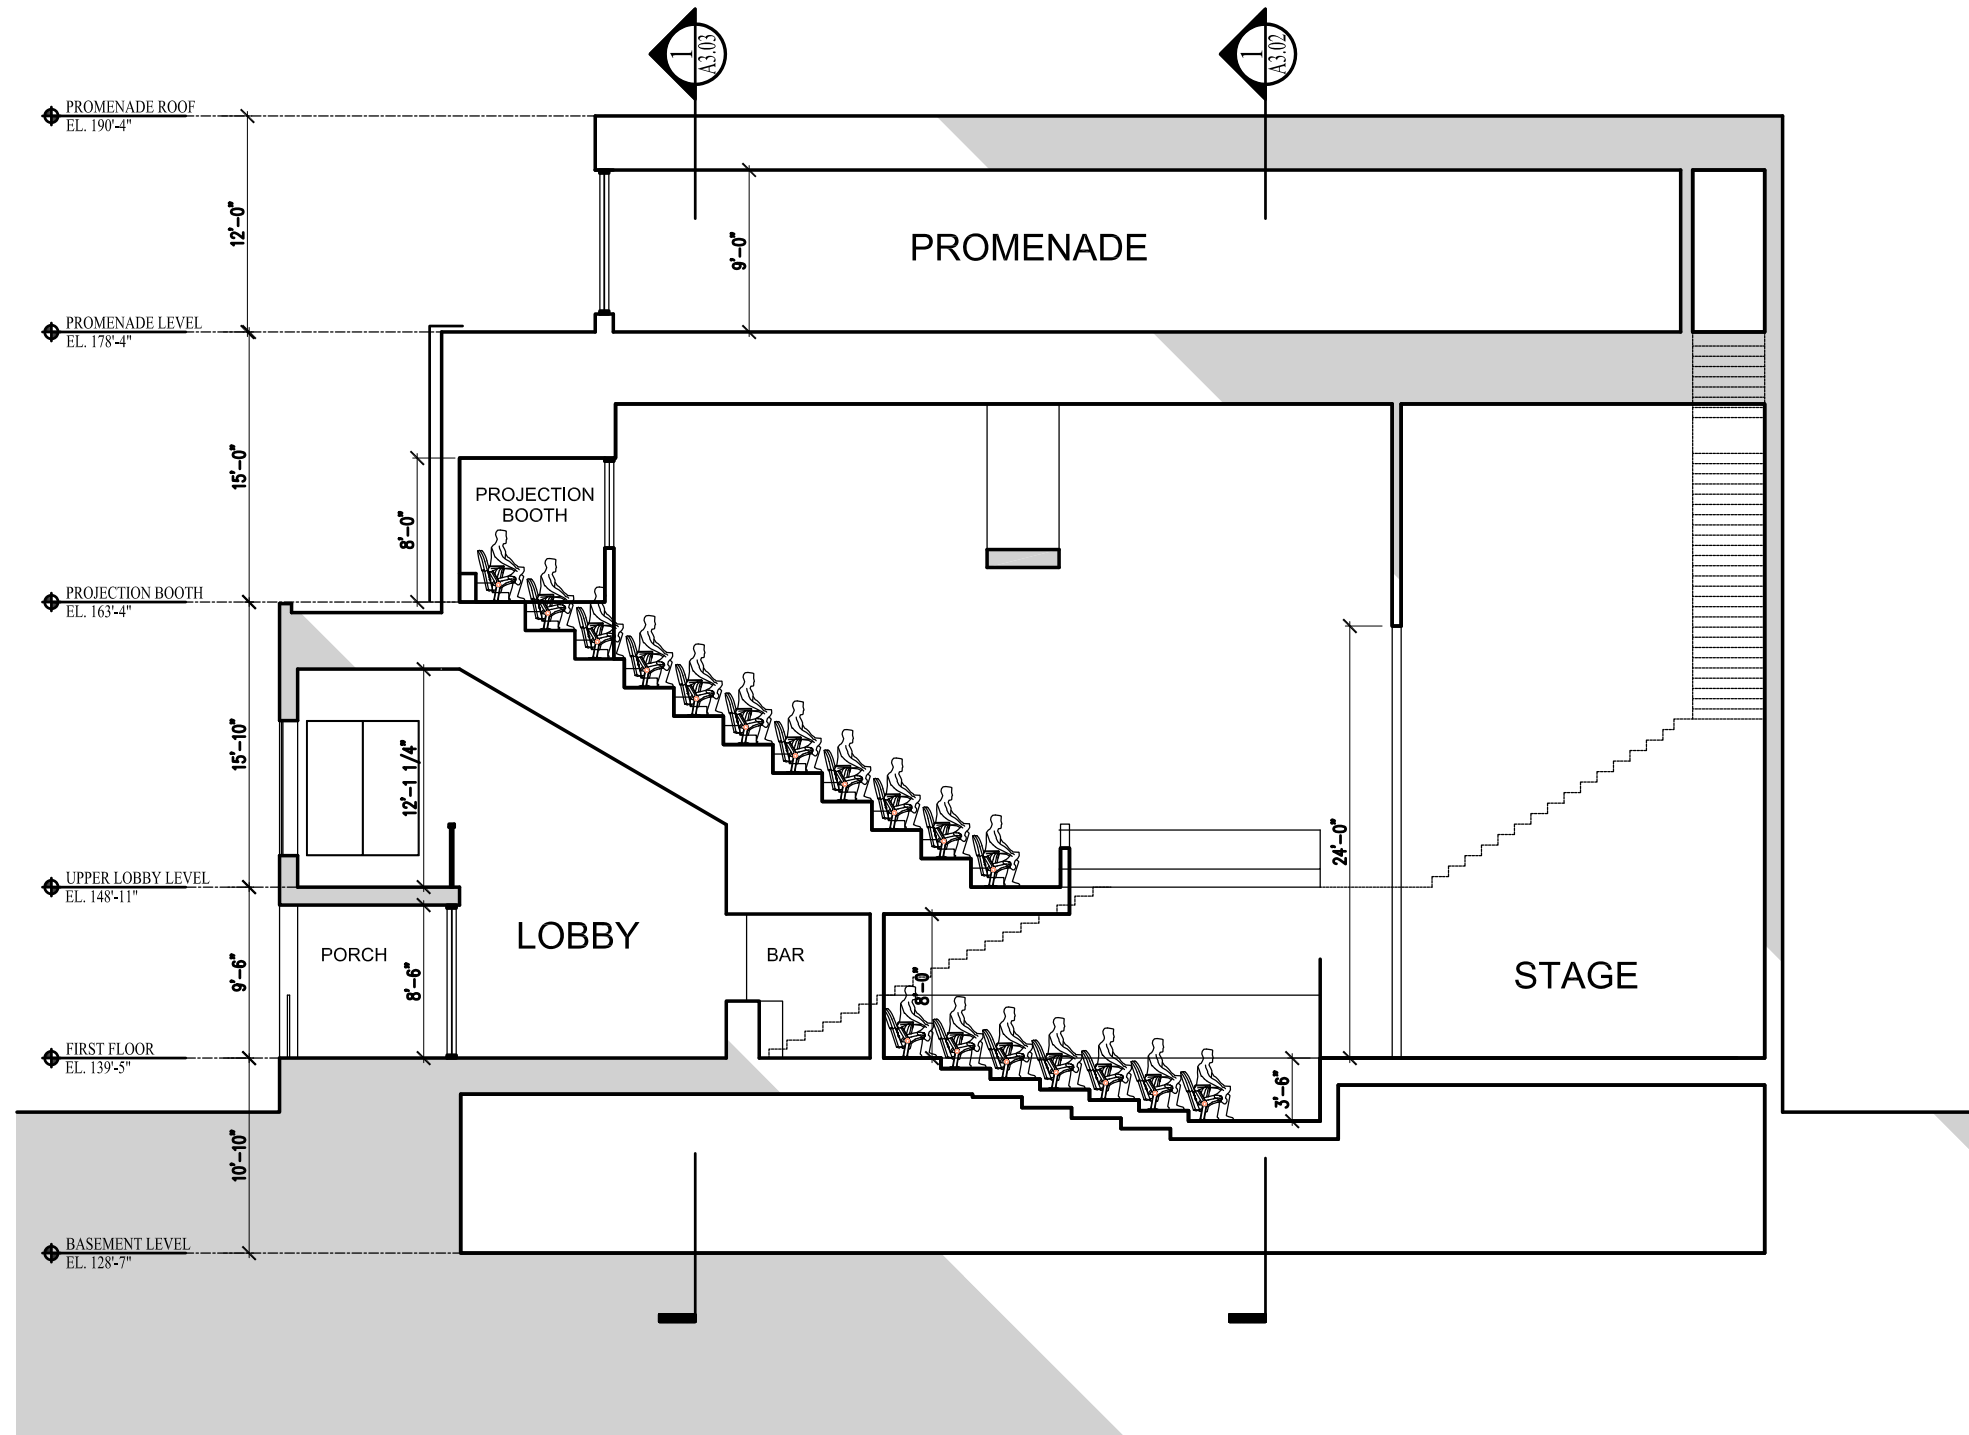 1
A3.03
1
A3.02
PROMENADE ROOF
EL. 190'-4"
12'-0"
9'-0"
PROMENADE
PROMENADE LEVEL
EL. 178'-4"
15'-0"
8'-0"
PROJECTION
BOOTH
PROJECTION BOOTH
EL. 163'-4"
15'-10"
12'-1 1/4"
24'-0"
UPPER LOBBY LEVEL
EL. 148'-11"
PORCH
LOBBY
BAR
STAGE
9'-6"
8'-6"
8'-0"
FIRST FLOOR
EL. 139'-5"
3'-6"
10'-10"
BASEMENT LEVEL
EL. 128'-7"